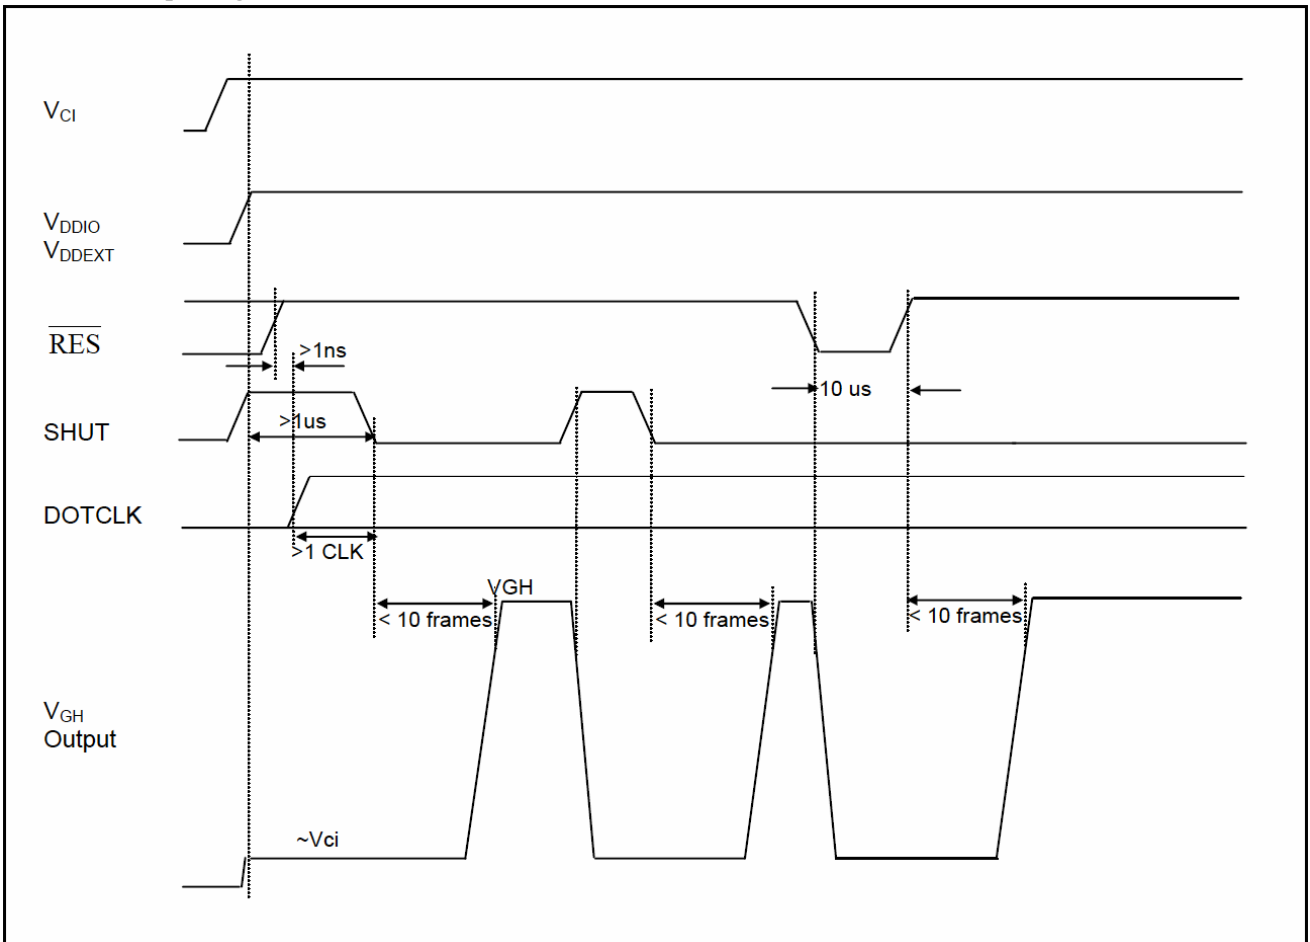 VCI
VDDIO
VDDEXT
RES
>1ns
10 us
SHUT
>1us
DOTCLK
>1 CLK
VGH
< 10 frames
< 10 frames
< 10 frames
VGH
Output
~Vci